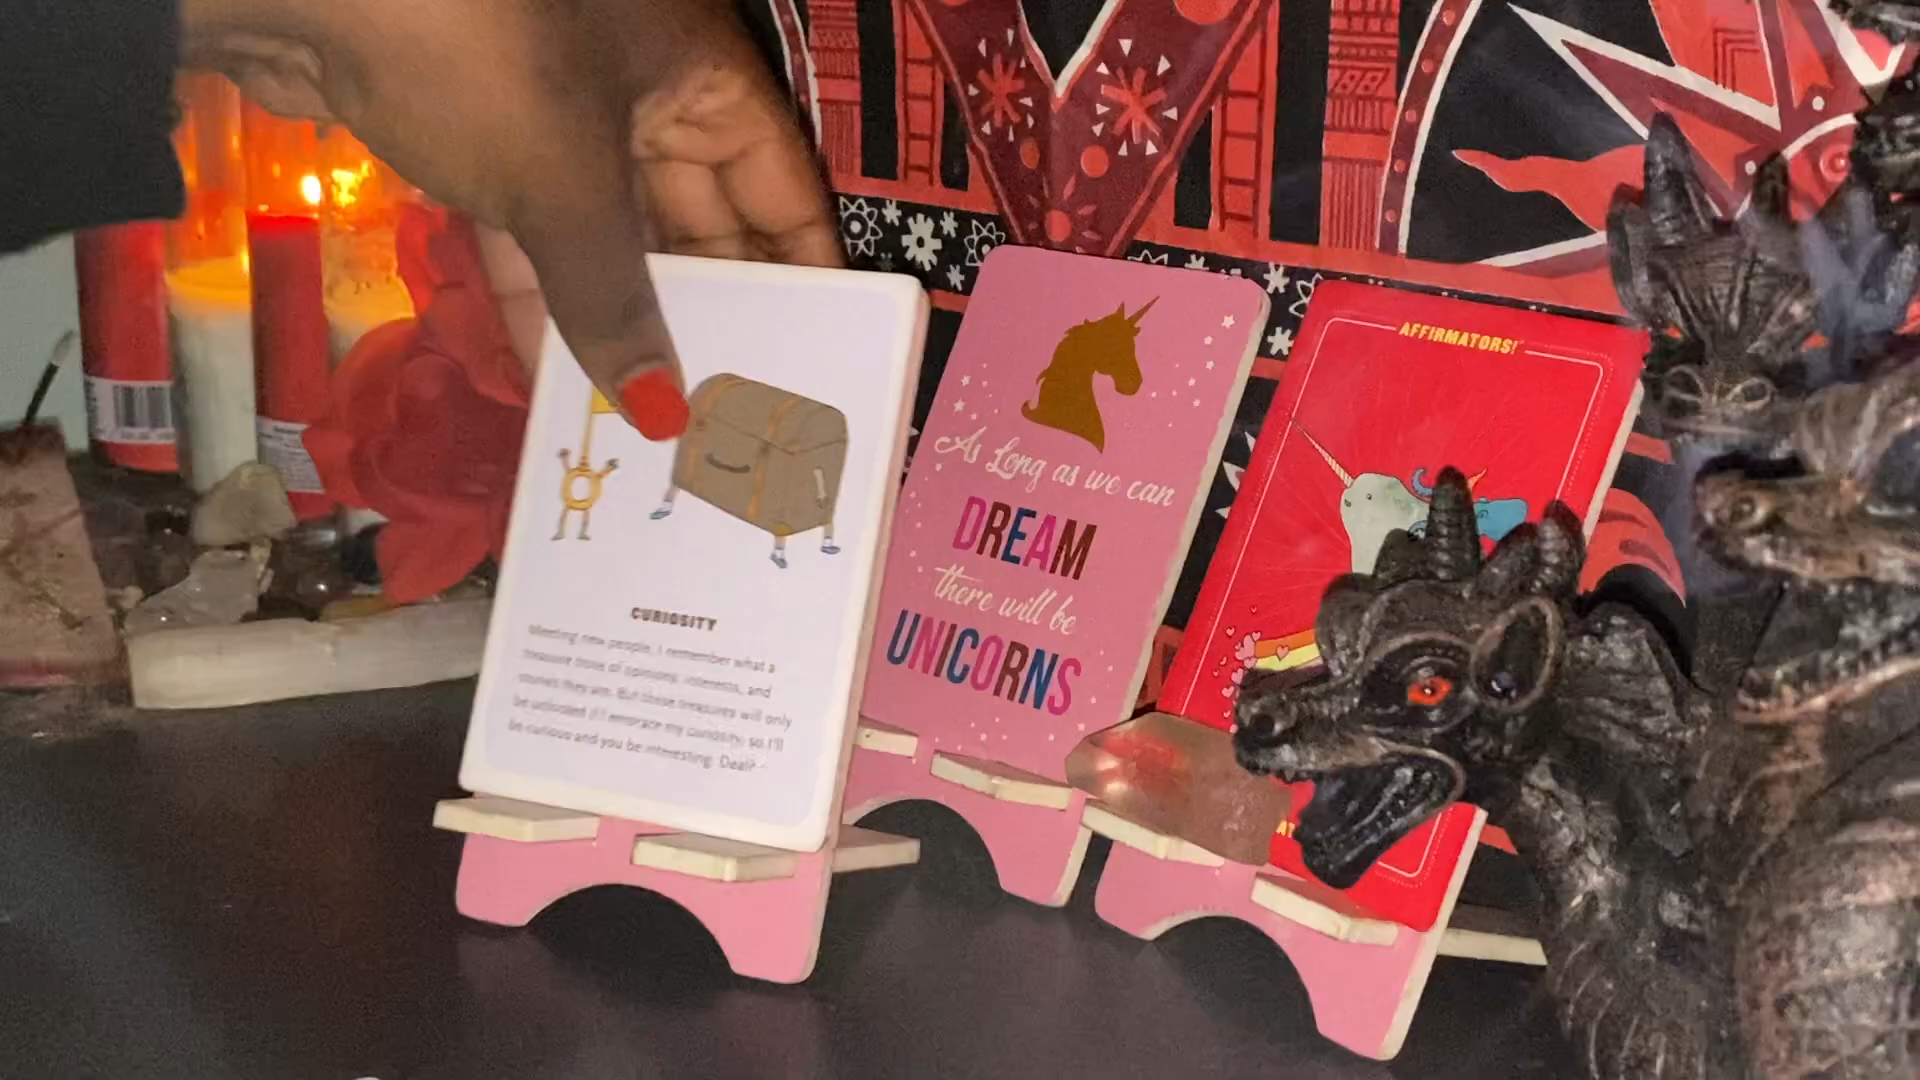 CURIOSITY
Meeting new people, I remember what a
treasure trove of opinions, interests, and
stories they are. But these treasures will only
be unlocked if I embrace my curiosity, so I'll
be curious and you be interesting. Deal?
As Long as we can
DREAM
there will be
UNICORNS
AFFIRMATORS!